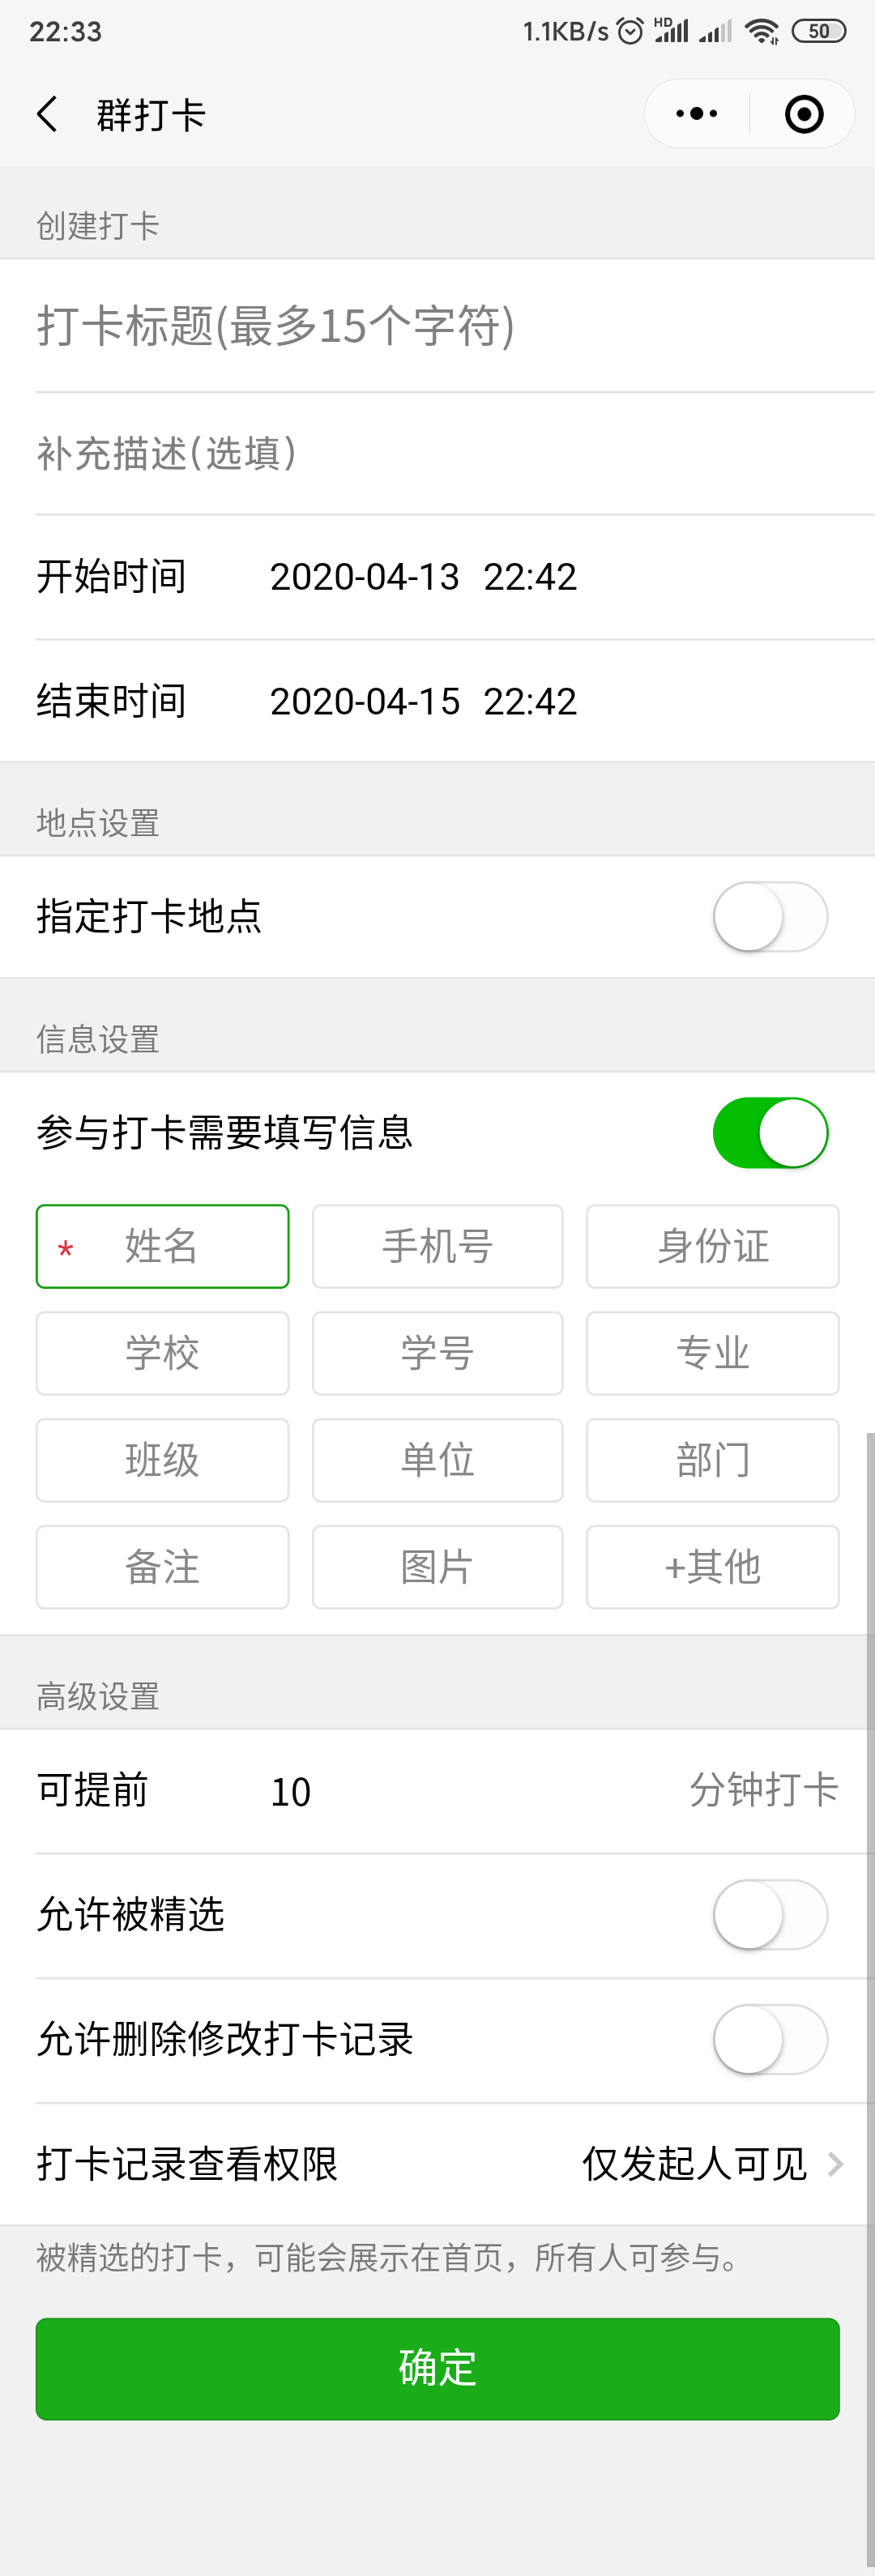 22:33 1.1KB/s HD 50
群打卡
创建打卡
打卡标题(最多15个字符)
补充描述(选填)
开始时间 2020-04-13 22:42
结束时间 2020-04-15 22:42
地点设置
指定打卡地点
信息设置
参与打卡需要填写信息
* 姓名 手机号 身份证
学校 学号 专业
班级 单位 部门
备注 图片 +其他
高级设置
可提前 10 分钟打卡
允许被精选
允许删除修改打卡记录
打卡记录查看权限 仅发起人可见
被精选的打卡，可能会展示在首页，所有人可参与。
确定